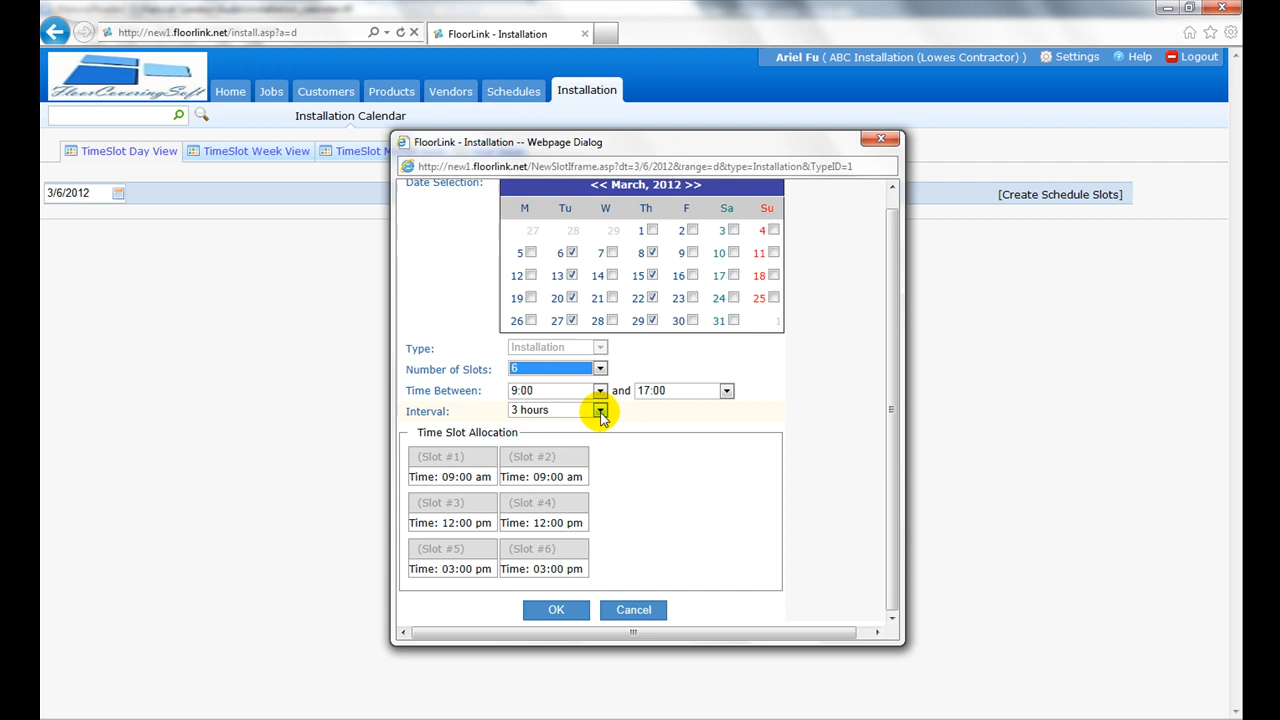 http://new1.floorlink.net/install.asp?a=d
FloorLink - Installation
FloorCoveringSoft
Ariel Fu ( ABC Installation (Lowes Contractor) )
Settings
Help
Logout
Home
Jobs
Customers
Products
Vendors
Schedules
Installation
Installation Calendar
TimeSlot Day View
TimeSlot Week View
TimeSlot M
3/6/2012
[Create Schedule Slots]
FloorLink - Installation -- Webpage Dialog
http://new1.floorlink.net/NewSlotIframe.asp?dt=3/6/2012&range=d&type=Installation&TypeID=1
Date Selection:
<< March, 2012 >>
M Tu W Th F Sa Su
27 28 29 1 2 3 4
5 6 7 8 9 10 11
12 13 14 15 16 17 18
19 20 21 22 23 24 25
26 27 28 29 30 31 1
Type: Installation
Number of Slots: 6
Time Between: 9:00 and 17:00
Interval: 3 hours
Time Slot Allocation
(Slot #1) (Slot #2)
Time: 09:00 am Time: 09:00 am
(Slot #3) (Slot #4)
Time: 12:00 pm Time: 12:00 pm
(Slot #5) (Slot #6)
Time: 03:00 pm Time: 03:00 pm
OK
Cancel